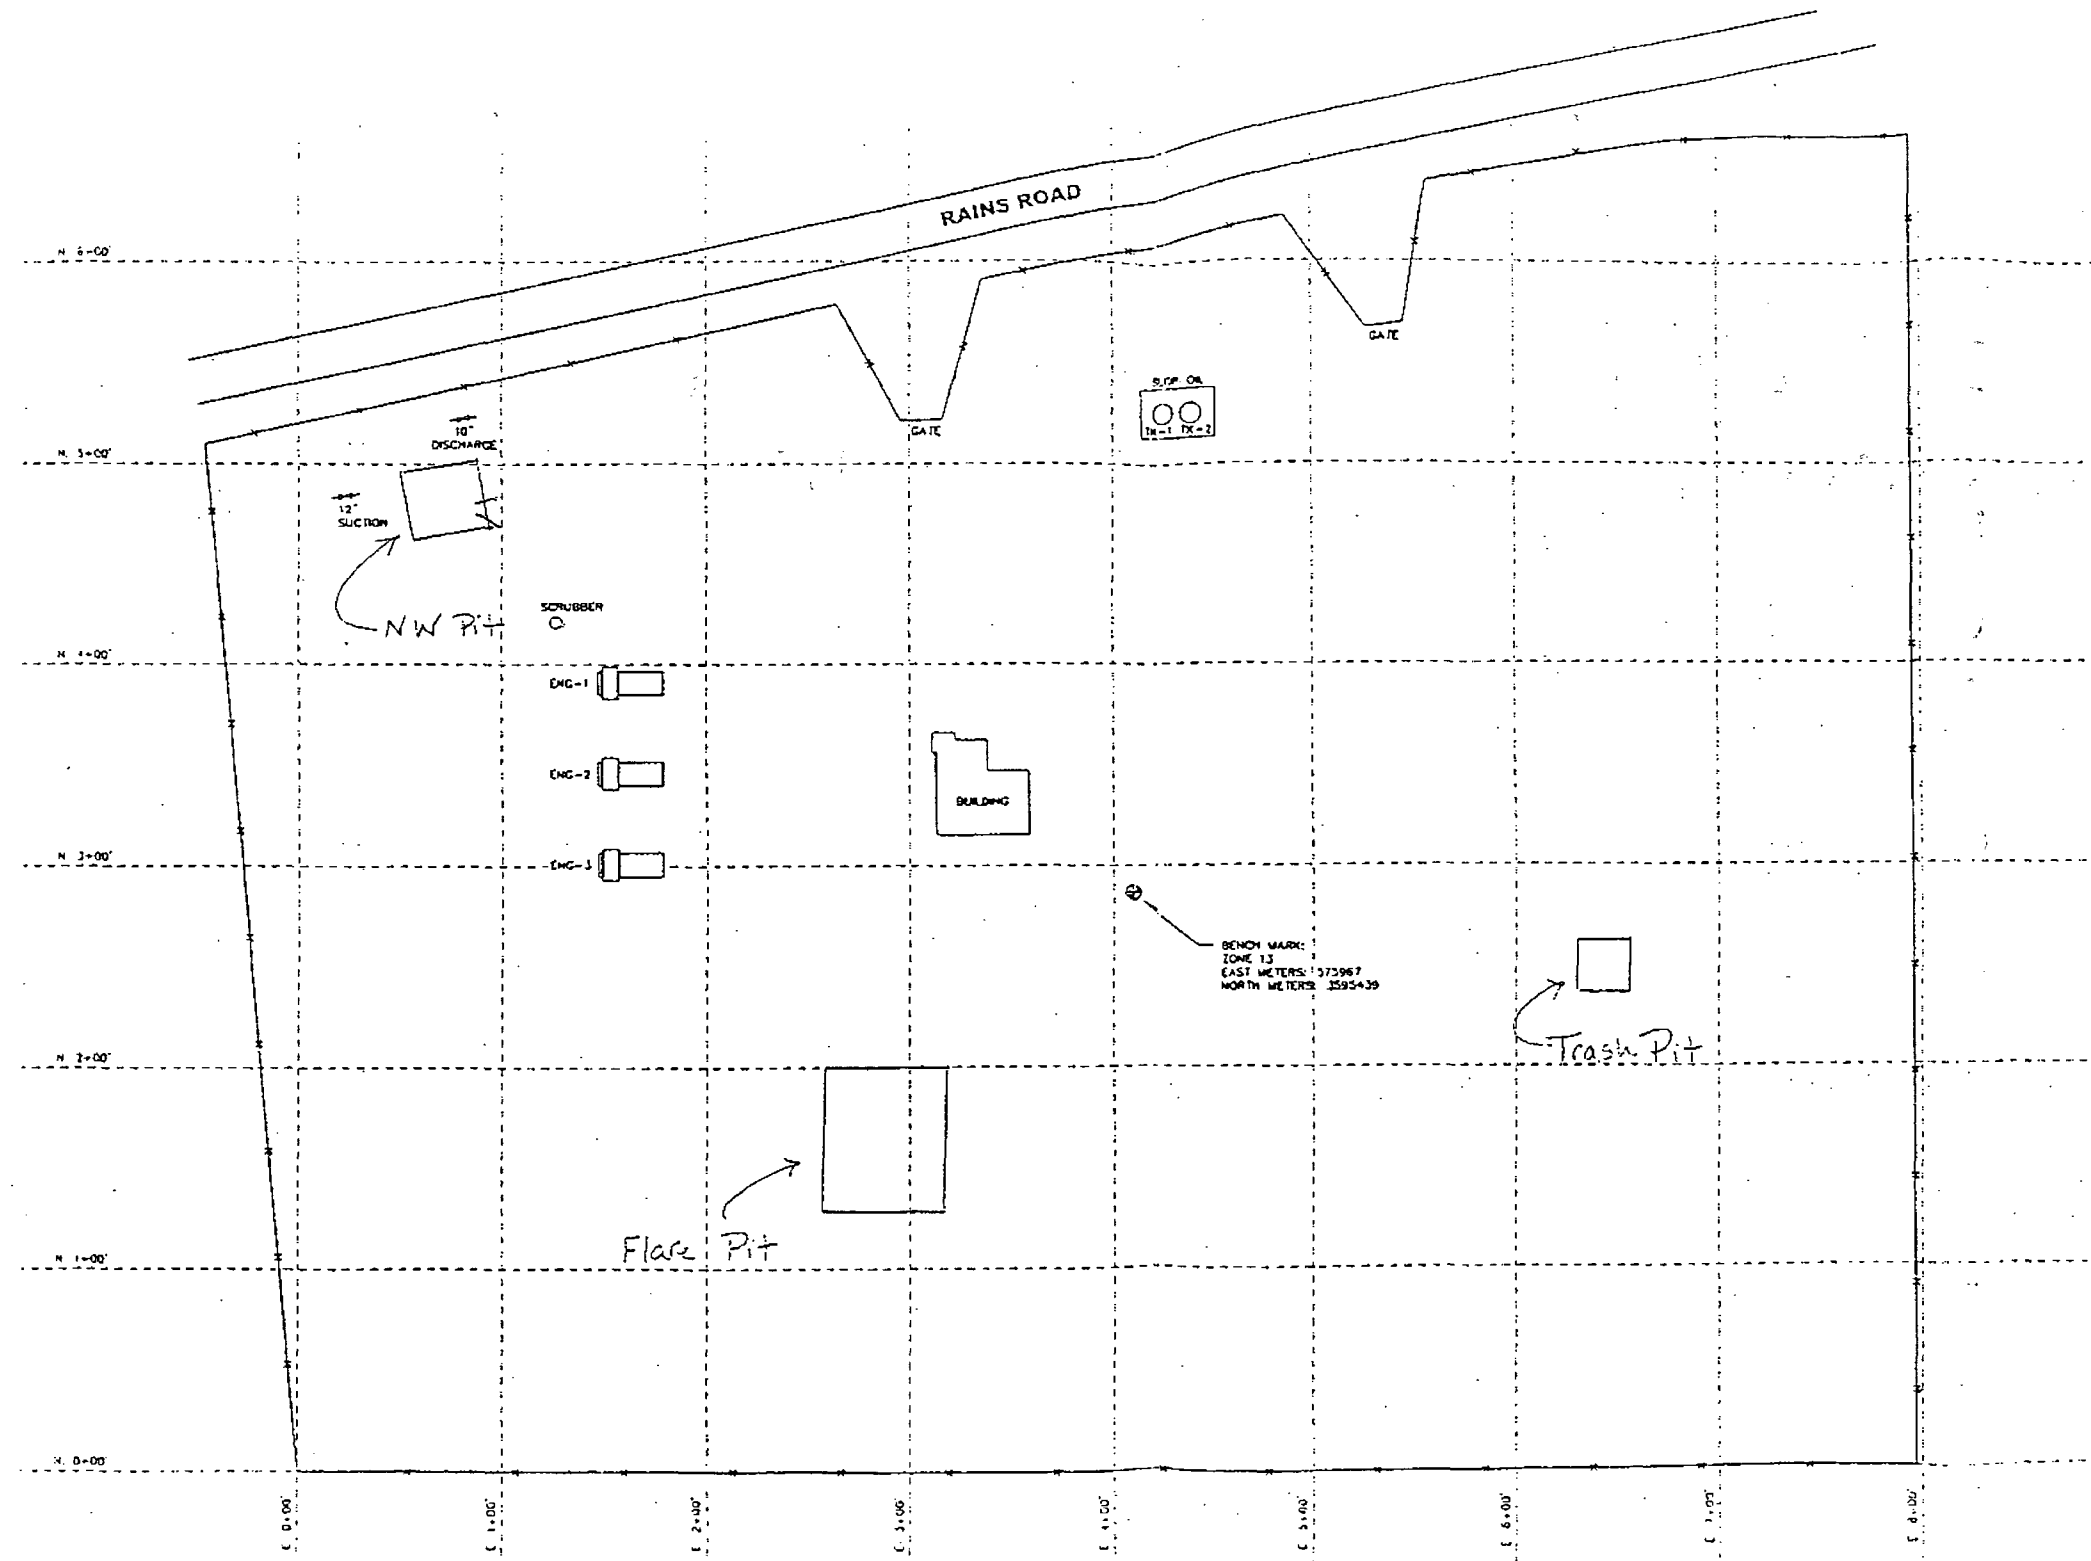 RAINS ROAD
N. 6+00'
GATE
SLOP OIL
TK-1 TK-2
GATE
10"
DISCHARGE
N. 5+00'
12"
SUCTION
SCRUBBER
NW Pit
N. 4+00'
ENG-1
ENG-2
BUILDING
N. 3+00'
ENG-3
BENCH MARK:
ZONE 13
EAST METERS: 573967
NORTH METERS: 3595439
Trash Pit
N. 2+00'
Flare Pit
N. 1+00'
N. 0+00'
E. 0+00'
E. 1+00'
E. 2+00'
E. 3+00'
E. 4+00'
E. 5+00'
E. 6+00'
E. 7+00'
E. 8+00'